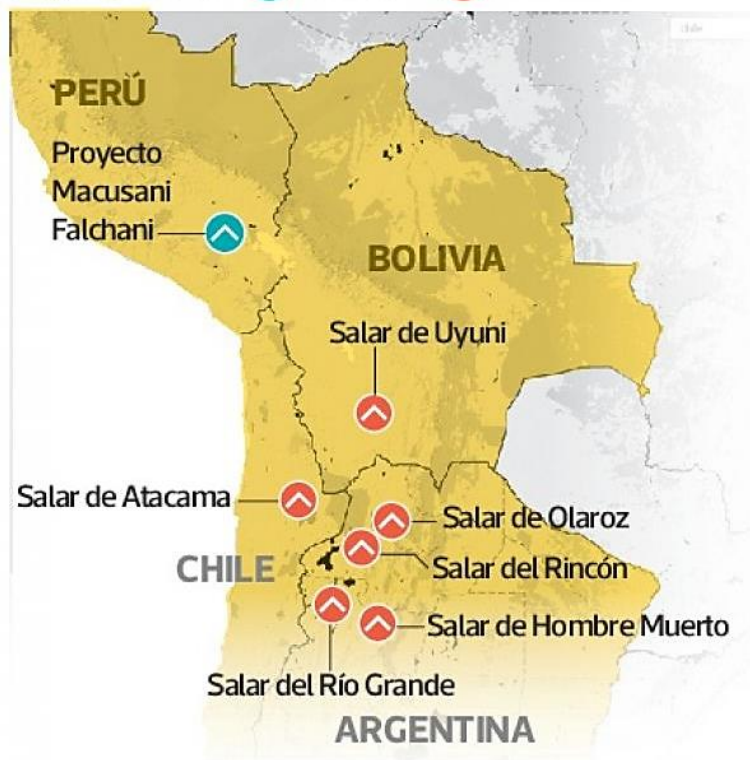 PERÚ
Proyecto
Macusani
Falchani
BOLIVIA
Salar de Uyuni
Salar de Atacama
Salar de Olaroz
CHILE
Salar del Rincón
Salar de Hombre Muerto
Salar del Río Grande
ARGENTINA